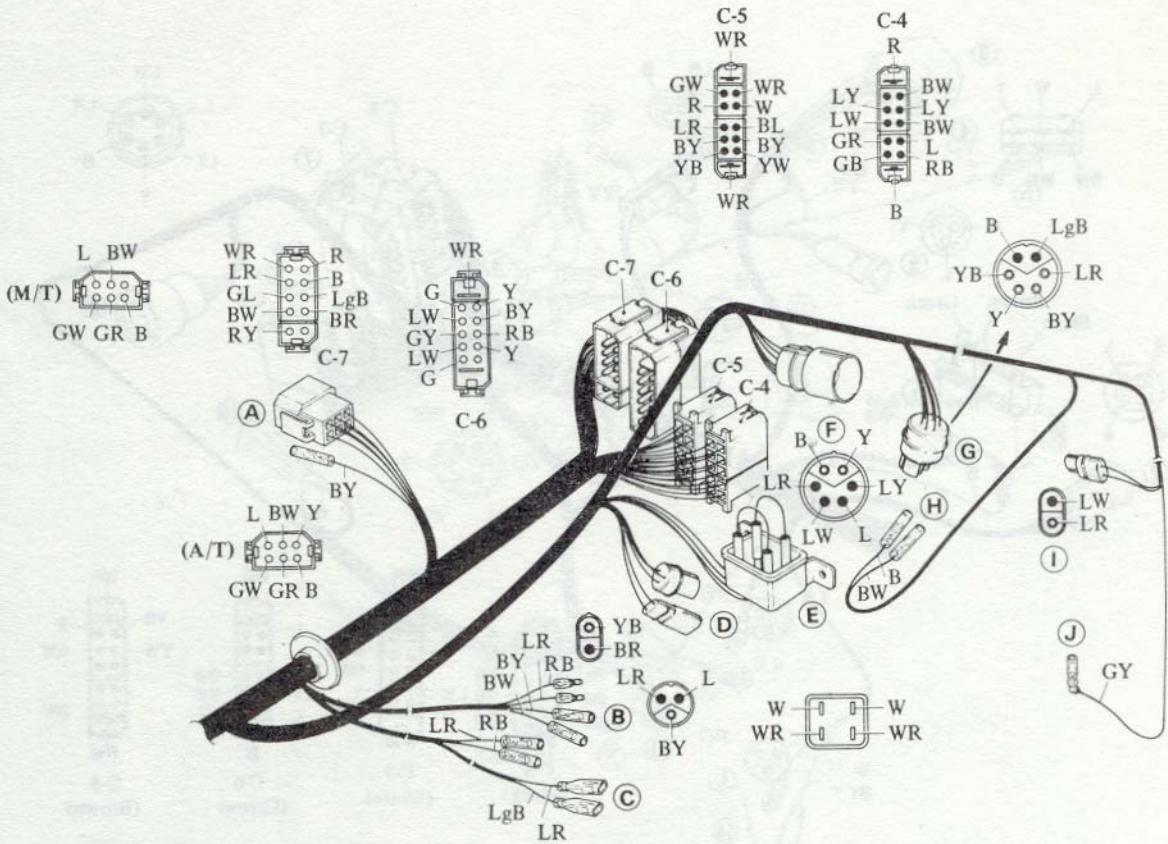 C-5
WR
GW WR
R W
LR BL
BY BY
YB YW
WR
C-4
R
BW
LY LY
LW BW
GR L
GB RB
B
B LgB
YB LR
Y BY
L BW
(M/T)
GW GR B
WR R
LR B
GL LgB
BW BR
RY
C-7
WR
G Y
LW BY
GY RB
LW Y
G
C-6
C-7
C-6
C-5
C-4
A
BY
L BW Y
(A/T)
GW GR B
F
B Y
LR LY
LW L
G
H
BW B
LW
LR
I
J
GY
E
D
YB
BR
LR L
BY
W W
WR WR
LR
BY RB
BW
B
LR RB
C
LgB LR